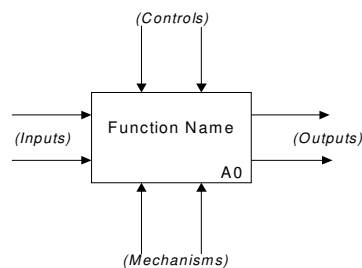 (Controls)
Function Name
(Inputs)
(Outputs)
A0
(Mechanisms)